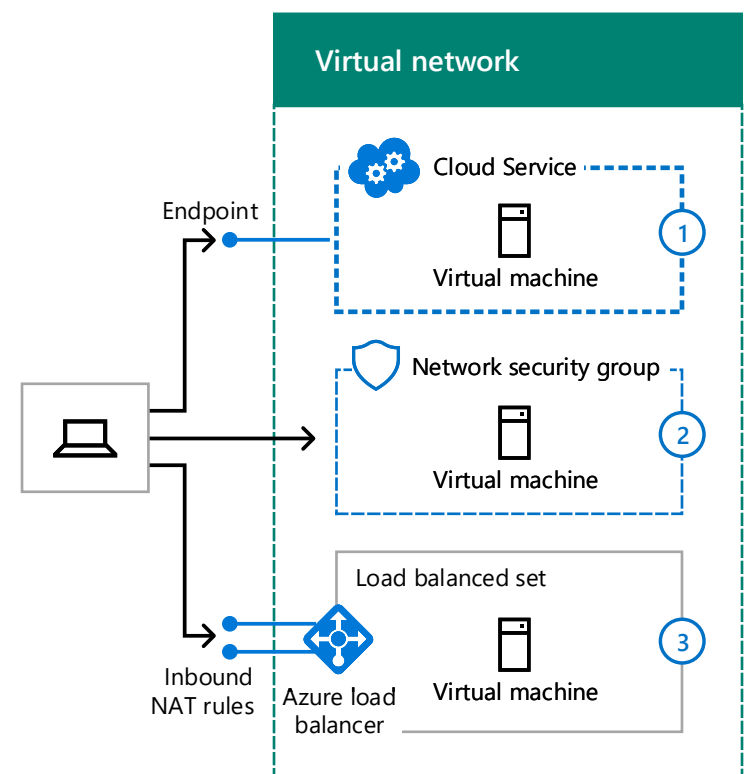 Virtual network
Cloud Service
Endpoint
1
Virtual machine
Network security group
2
Virtual machine
Load balanced set
3
Inbound
NAT rules
Azure load
balancer
Virtual machine